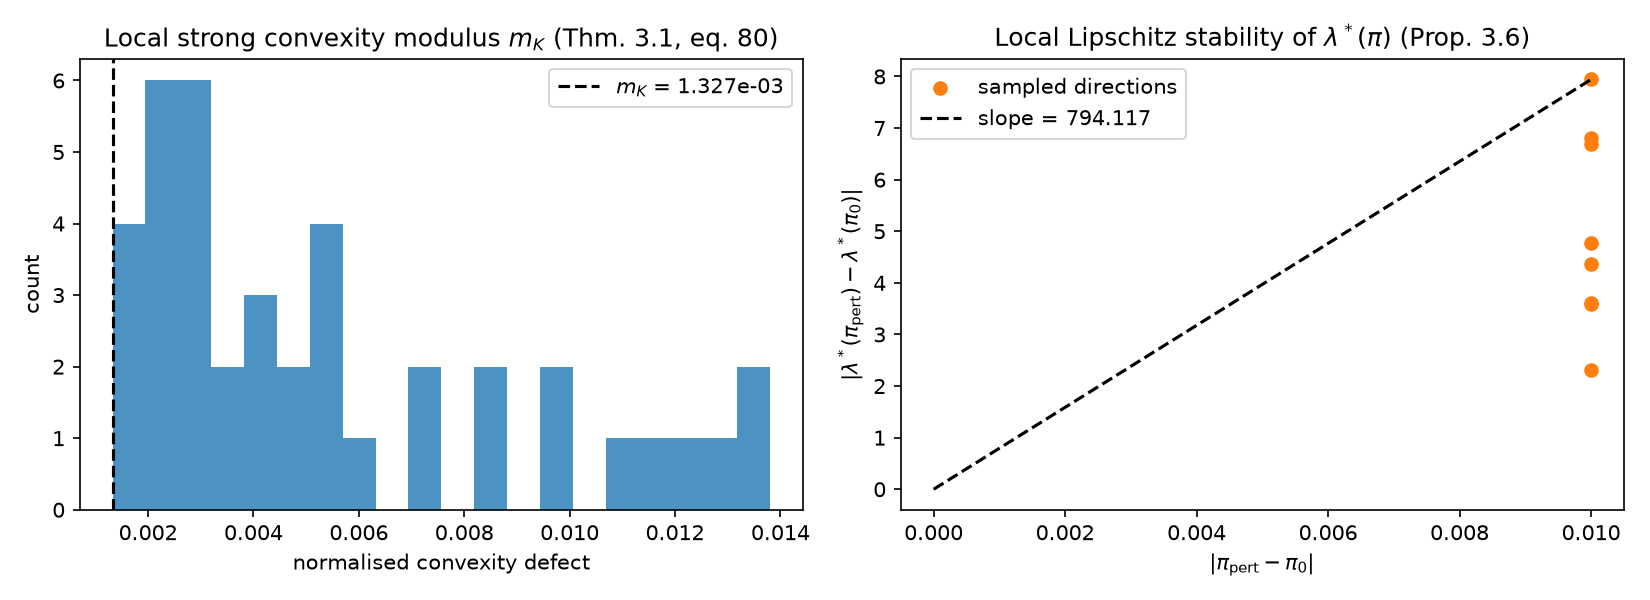 Local strong convexity modulus m_K (Thm. 3.1, eq. 80)
m_K = 1.327e-03
6
5
4
3
2
1
0
count
0.002 0.004 0.006 0.008 0.010 0.012 0.014
normalised convexity defect
Local Lipschitz stability of λ*(π) (Prop. 3.6)
sampled directions
slope = 794.117
8
7
6
5
4
3
2
1
0
|λ*(π_pert) − λ*(π_0)|
0.000 0.002 0.004 0.006 0.008 0.010
|π_pert − π_0|